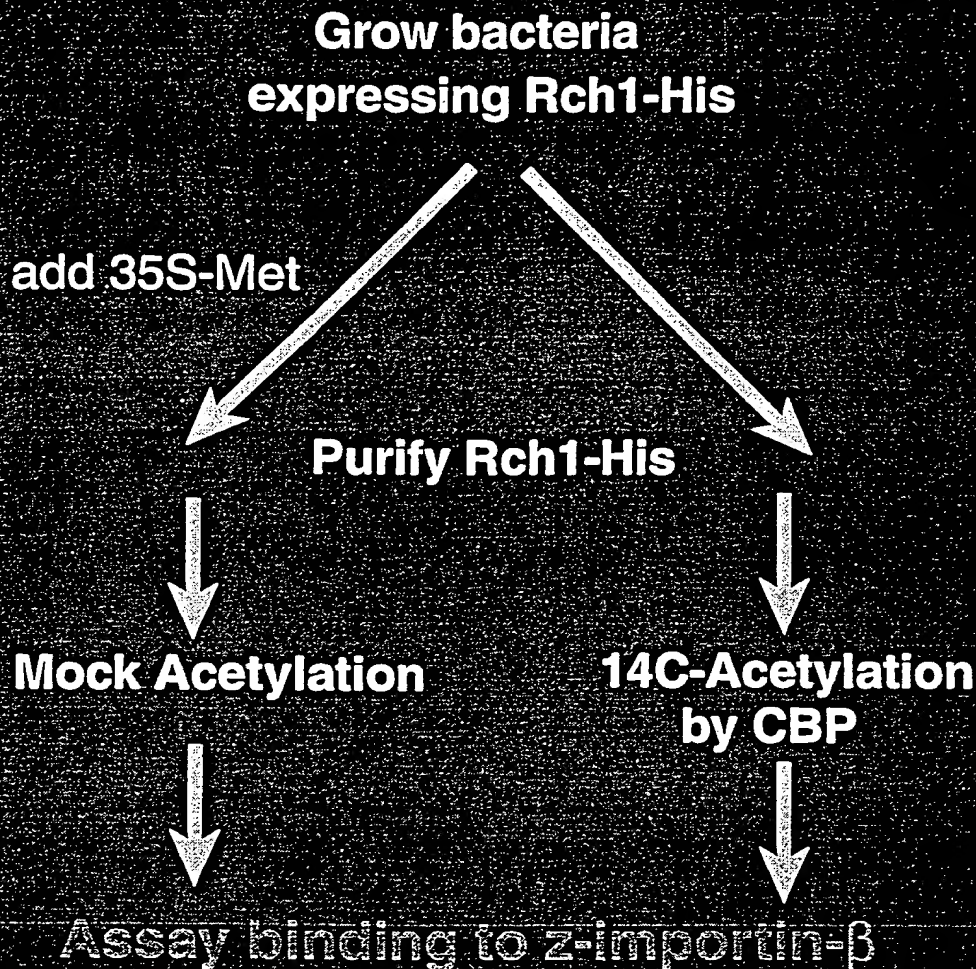 Grow bacteria
expressing Rch1-His
add 35S-Met
Purify Rch1-His
Mock Acetylation
14C-Acetylation
by CBP
Assay binding to z-importin-β